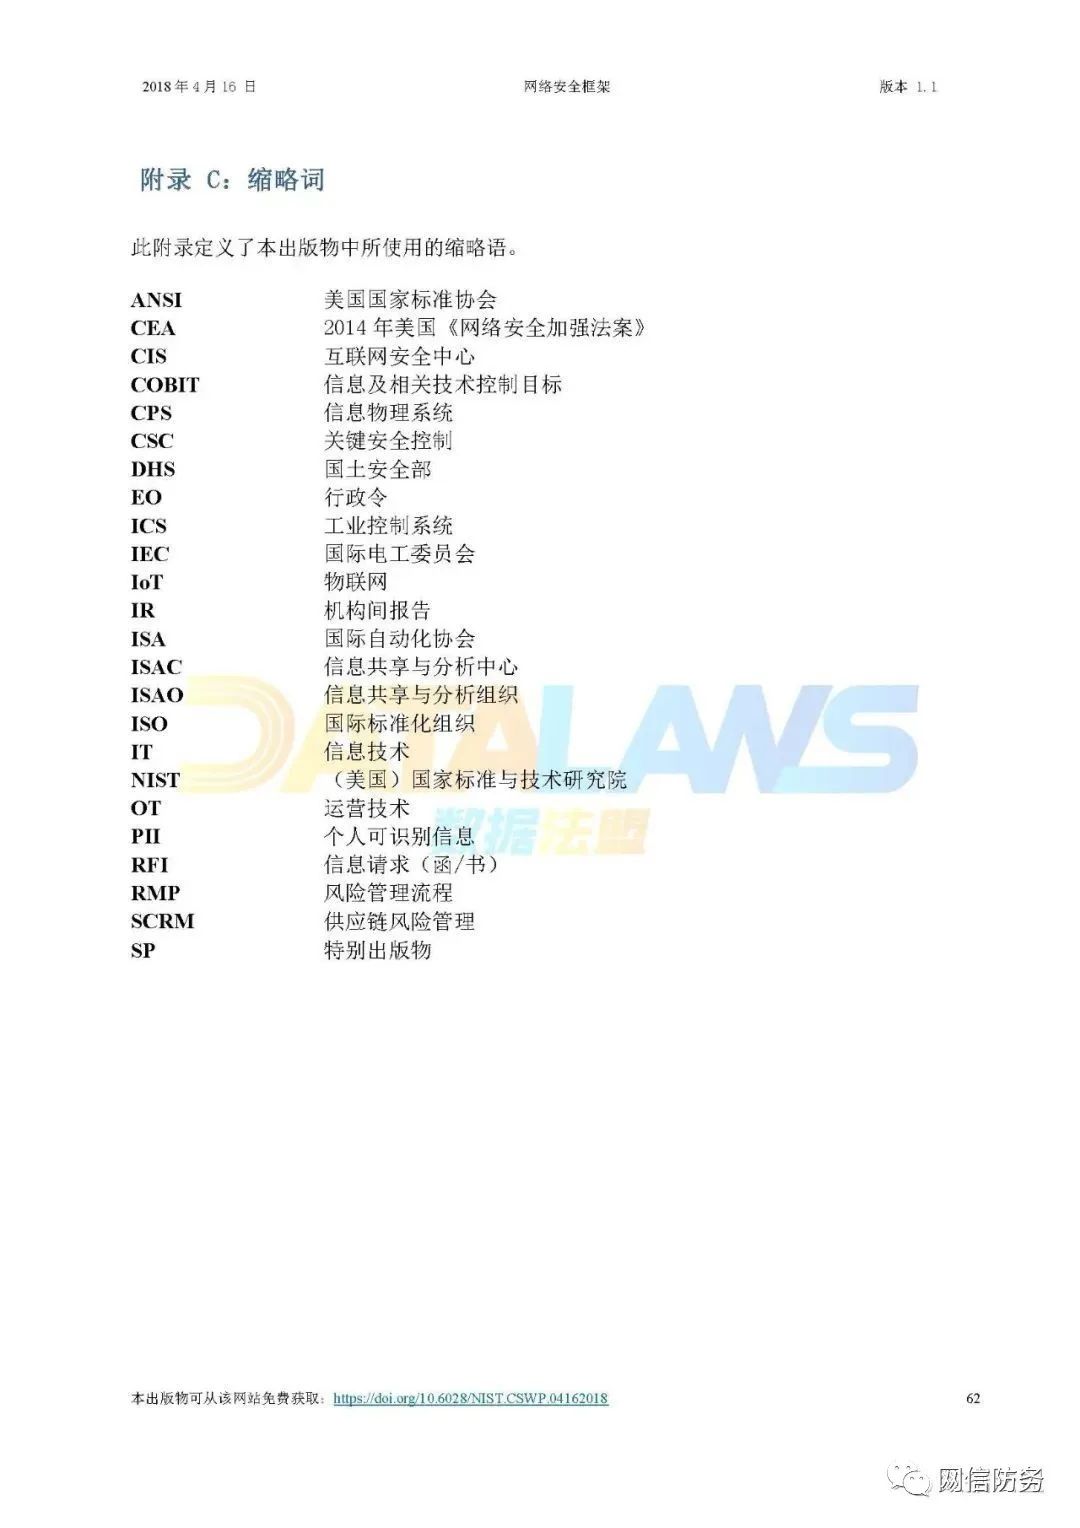 2018 年 4 月 16 日 网络安全框架 版本 1.1
附录 C：缩略词
此附录定义了本出版物中所使用的缩略语。
ANSI 美国国家标准协会
CEA 2014 年美国《网络安全加强法案》
CIS 互联网安全中心
COBIT 信息及相关技术控制目标
CPS 信息物理系统
CSC 关键安全控制
DHS 国土安全部
EO 行政令
ICS 工业控制系统
IEC 国际电工委员会
IoT 物联网
IR 机构间报告
ISA 国际自动化协会
ISAC 信息共享与分析中心
ISAO 信息共享与分析组织
ISO 国际标准化组织
IT 信息技术
NIST （美国）国家标准与技术研究院
OT 运营技术
PII 个人可识别信息
RFI 信息请求（函/书）
RMP 风险管理流程
SCRM 供应链风险管理
SP 特别出版物
DATALAWS
数据法盟
本出版物可从该网站免费获取：https://doi.org/10.6028/NIST.CSWP.04162018 62
网信防务